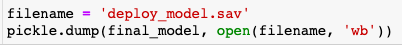 filename = 'deploy_model.sav'
pickle.dump(final_model, open(filename, 'wb'))